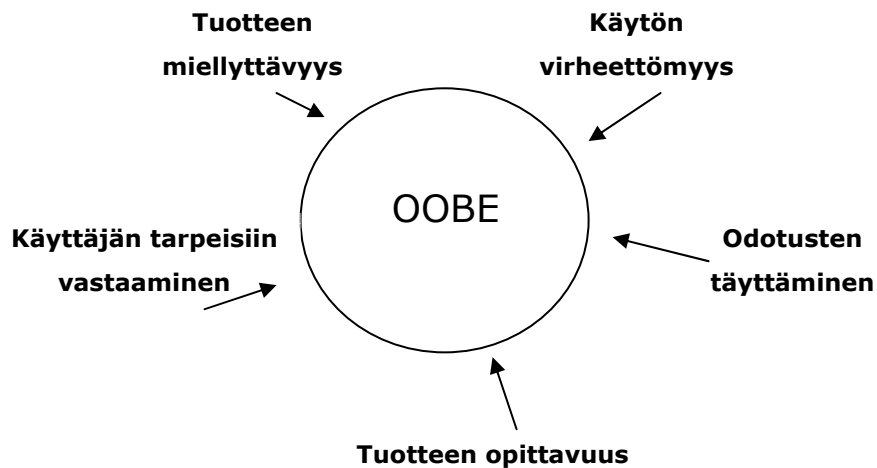 Tuotteen
miellyttävyys
Käytön
virheettömyys
OOBE
Käyttäjän tarpeisiin
vastaaminen
Odotusten
täyttäminen
Tuotteen opittavuus